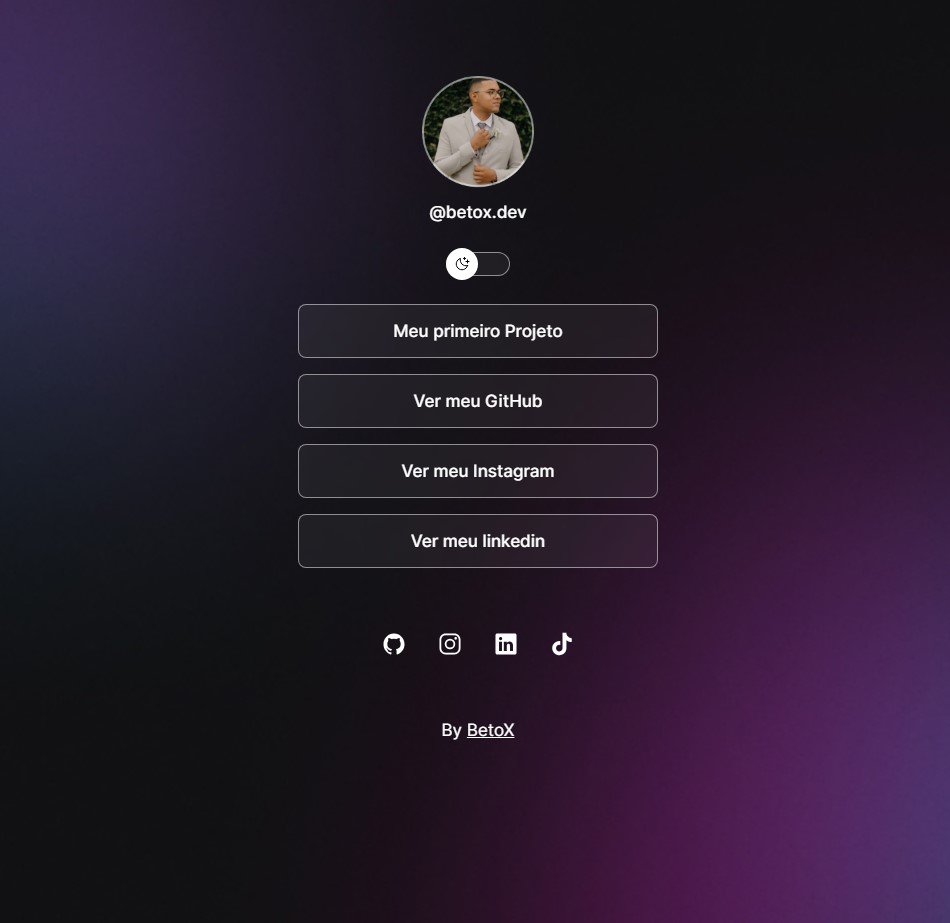 @betox.dev
Meu primeiro Projeto
Ver meu GitHub
Ver meu Instagram
Ver meu linkedin
By BetoX